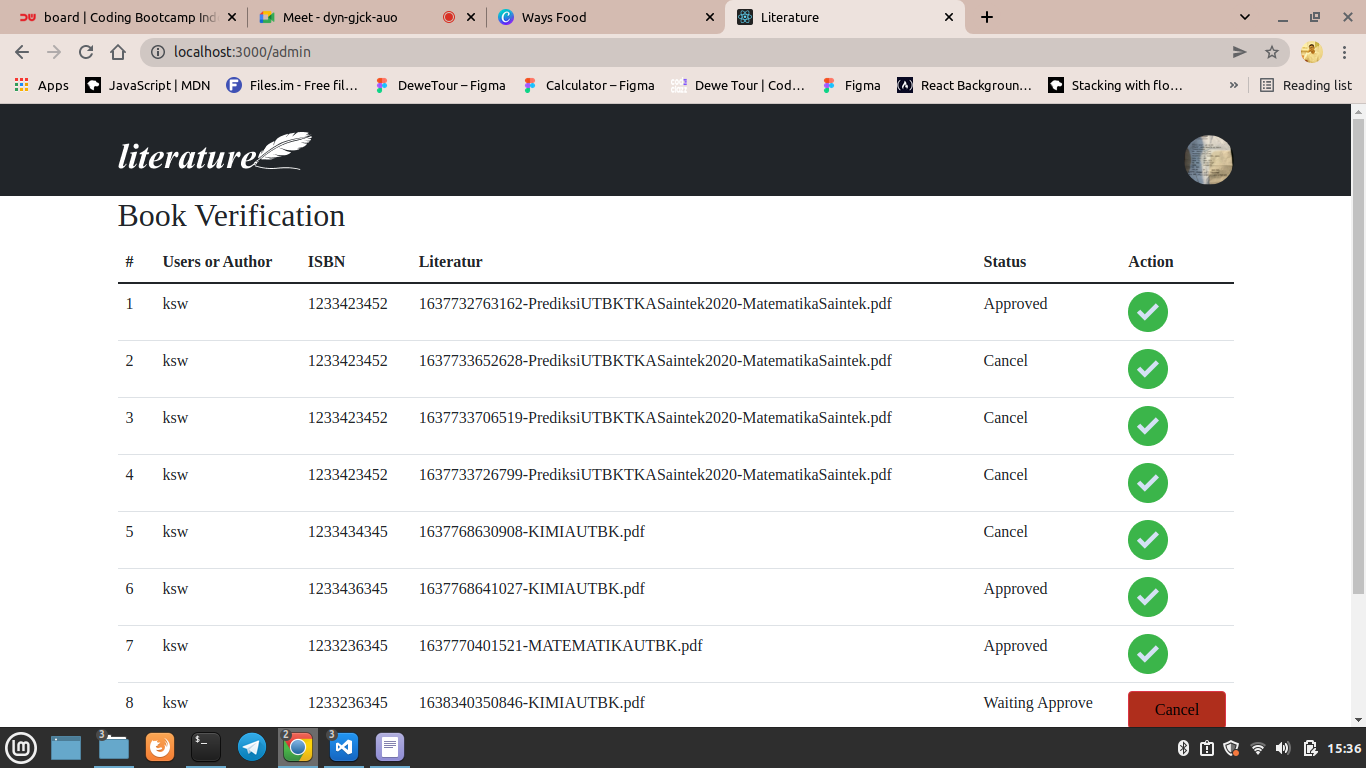 board | Coding Bootcamp Ind Meet - dyn-gjck-auo Ways Food Literature
localhost:3000/admin
Apps JavaScript | MDN Files.im - Free fil… DeweTour – Figma Calculator – Figma Dewe Tour | Cod… Figma React Backgroun… Stacking with flo… » Reading list
literature
Book Verification
# Users or Author ISBN Literatur Status Action
1 ksw 1233423452 1637732763162-PrediksiUTBKTKASaintek2020-MatematikaSaintek.pdf Approved
2 ksw 1233423452 1637733652628-PrediksiUTBKTKASaintek2020-MatematikaSaintek.pdf Cancel
3 ksw 1233423452 1637733706519-PrediksiUTBKTKASaintek2020-MatematikaSaintek.pdf Cancel
4 ksw 1233423452 1637733726799-PrediksiUTBKTKASaintek2020-MatematikaSaintek.pdf Cancel
5 ksw 1233434345 1637768630908-KIMIAUTBK.pdf Cancel
6 ksw 1233436345 1637768641027-KIMIAUTBK.pdf Approved
7 ksw 1233236345 1637770401521-MATEMATIKAUTBK.pdf Approved
8 ksw 1233236345 1638340350846-KIMIAUTBK.pdf Waiting Approve Cancel
3 $_ 2 3 15:36